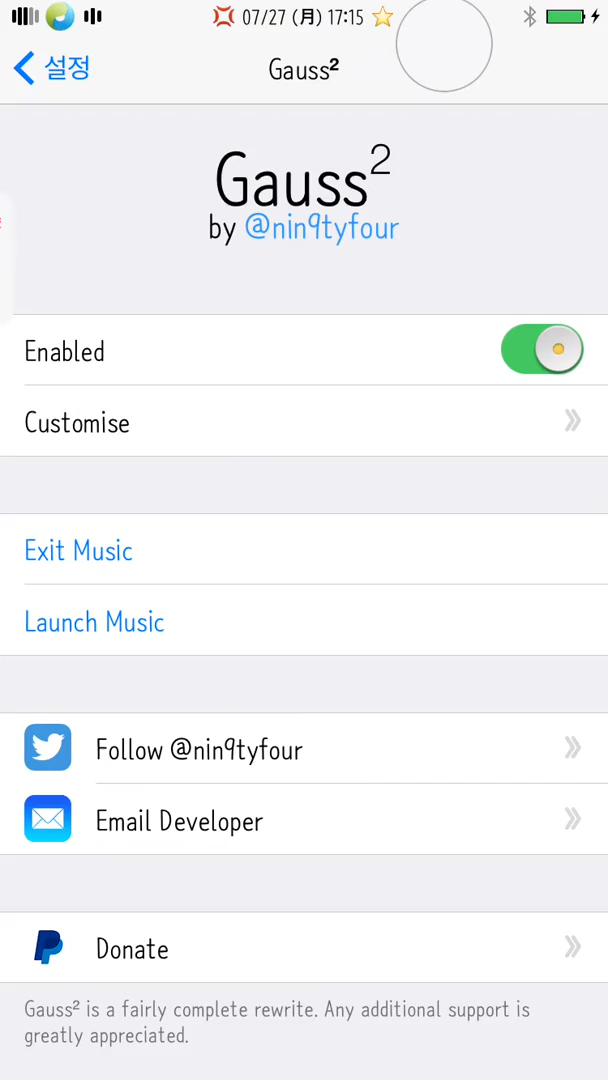 07/27 (月) 17:15
설정
Gauss²
Gauss²
by @nin9tyfour
Enabled
Customise
Exit Music
Launch Music
Follow @nin9tyfour
Email Developer
Donate
Gauss² is a fairly complete rewrite. Any additional support is
greatly appreciated.